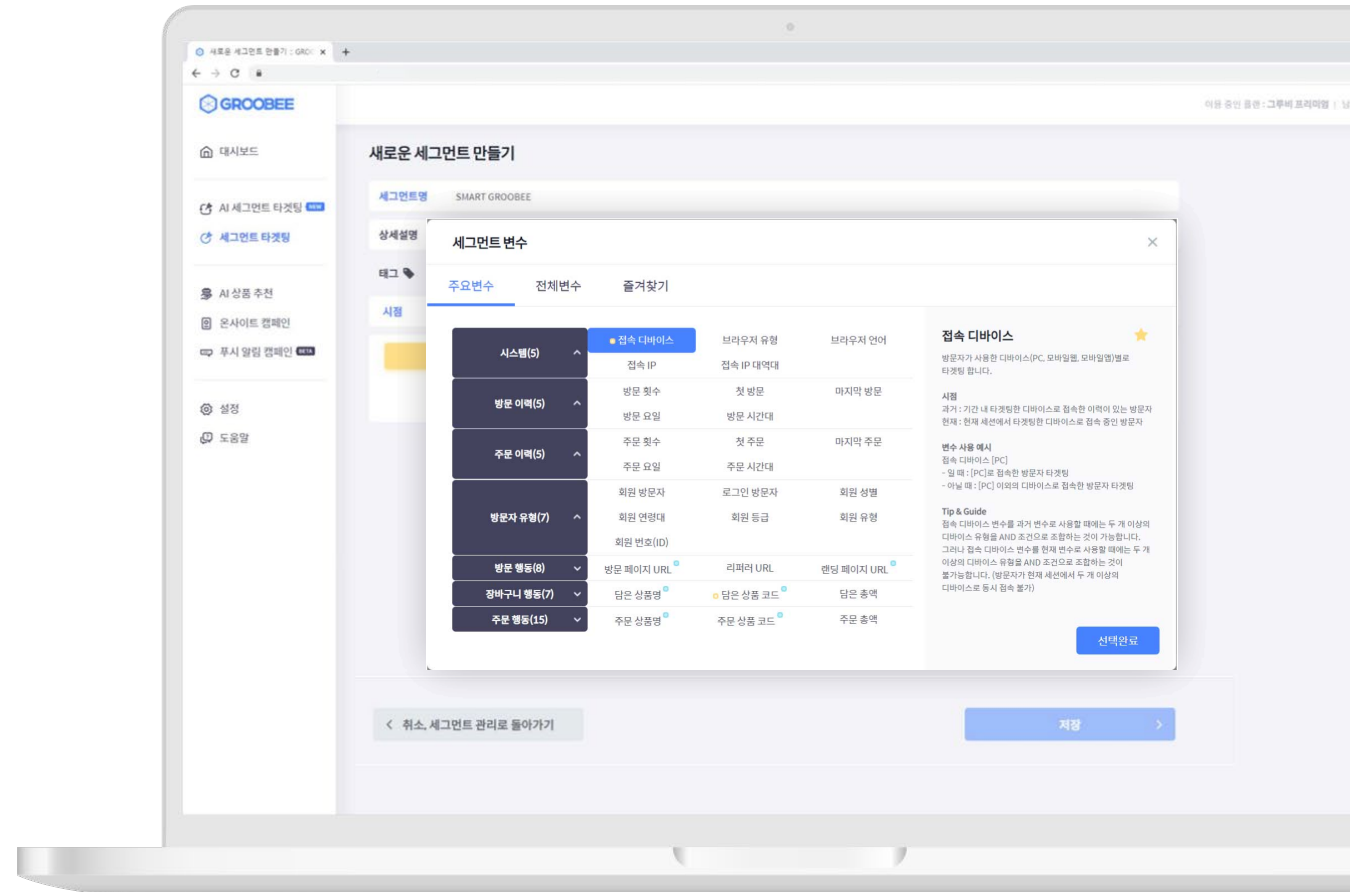 새로운 세그먼트 만들기 : GROO
GROOBEE
이용 중인 플랜 : 그루비 프리미엄
대시보드
AI 세그먼트 타겟팅 NEW
세그먼트 타겟팅
AI 상품 추천
온사이트 캠페인
푸시 알림 캠페인 BETA
설정
도움말
새로운 세그먼트 만들기
세그먼트명 SMART GROOBEE
상세설명
태그
시점
세그먼트 변수
주요변수 전체변수 즐겨찾기
시스템(5) 접속 디바이스 브라우저 유형 브라우저 언어
접속 IP 접속 IP 대역대
방문 이력(5) 방문 횟수 첫 방문 마지막 방문
방문 요일 방문 시간대
주문 이력(5) 주문 횟수 첫 주문 마지막 주문
주문 요일 주문 시간대
방문자 유형(7) 회원 방문자 로그인 방문자 회원 성별
회원 연령대 회원 등급 회원 유형
회원 번호(ID)
방문 행동(8) 방문 페이지 URL 리퍼러 URL 랜딩 페이지 URL
장바구니 행동(7) 담은 상품명 담은 상품 코드 담은 총액
주문 행동(15) 주문 상품명 주문 상품 코드 주문 총액
접속 디바이스
방문자가 사용한 디바이스(PC, 모바일웹, 모바일앱)별로
타겟팅 합니다.
시점
과거 : 기간 내 타겟팅한 디바이스로 접속한 이력이 있는 방문자
현재 : 현재 세션에서 타겟팅한 디바이스로 접속 중인 방문자
변수 사용 예시
접속 디바이스 [PC]
- 일 때 : [PC]로 접속한 방문자 타겟팅
- 아닐 때 : [PC] 이외의 디바이스로 접속한 방문자 타겟팅
Tip & Guide
접속 디바이스 변수를 과거 변수로 사용할 때에는 두 개 이상의
디바이스 유형을 AND 조건으로 조합하는 것이 가능합니다.
그러나 접속 디바이스 변수를 현재 변수로 사용할 때에는 두 개
이상의 디바이스 유형을 AND 조건으로 조합하는 것이
불가능합니다. (방문자가 현재 세션에서 두 개 이상의
디바이스로 동시 접속 불가)
선택완료
취소, 세그먼트 관리로 돌아가기
저장